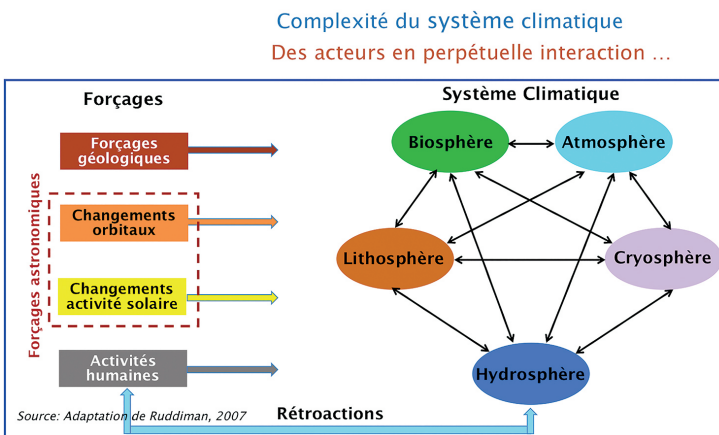 Complexité du système climatique
Des acteurs en perpétuelle interaction ...
Forçages
Système Climatique
Forçages astronomiques
Forçages
géologiques
Changements
orbitaux
Changements
activité solaire
Activités
humaines
Biosphère
Atmosphère
Lithosphère
Cryosphère
Hydrosphère
Source: Adaptation de Ruddiman, 2007
Rétroactions